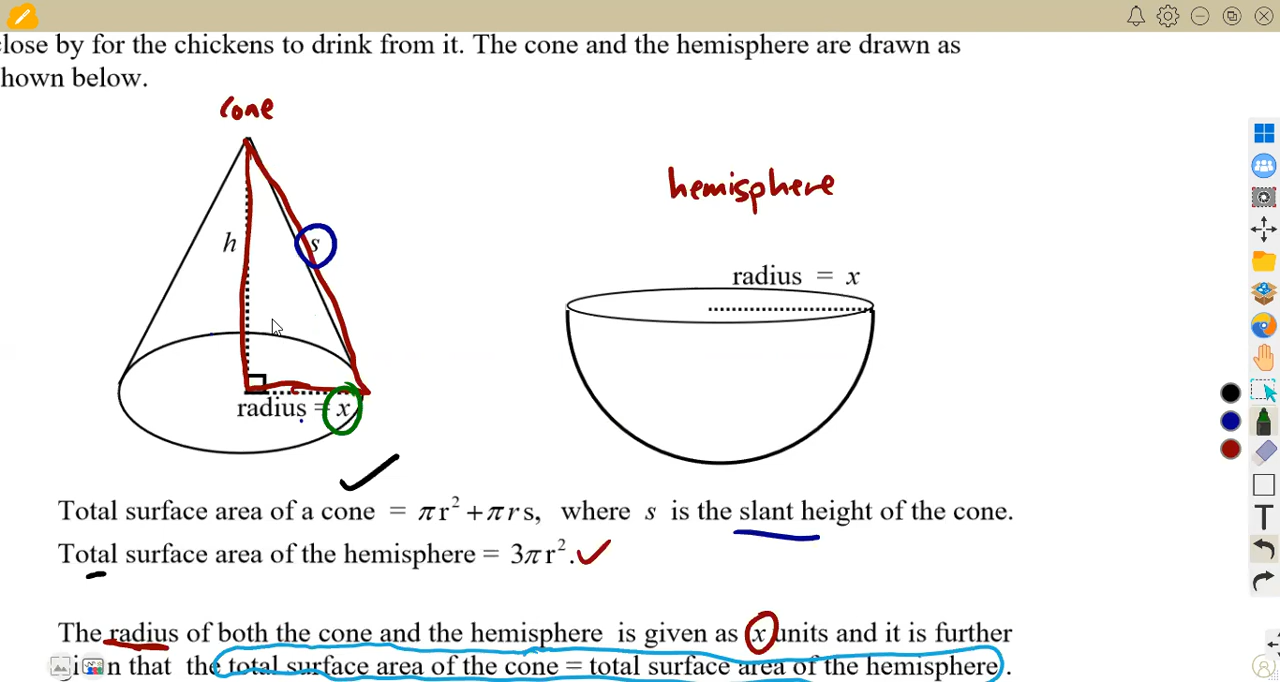 lose by for the chickens to drink from it. The cone and the hemisphere are drawn as
hown below.
cone
hemisphere
h
s
radius = x
radius = x
Total surface area of a cone = πr² + πrs, where s is the slant height of the cone.
Total surface area of the hemisphere = 3πr².
The radius of both the cone and the hemisphere is given as x units and it is further
n that the total surface area of the cone = total surface area of the hemisphere.
T